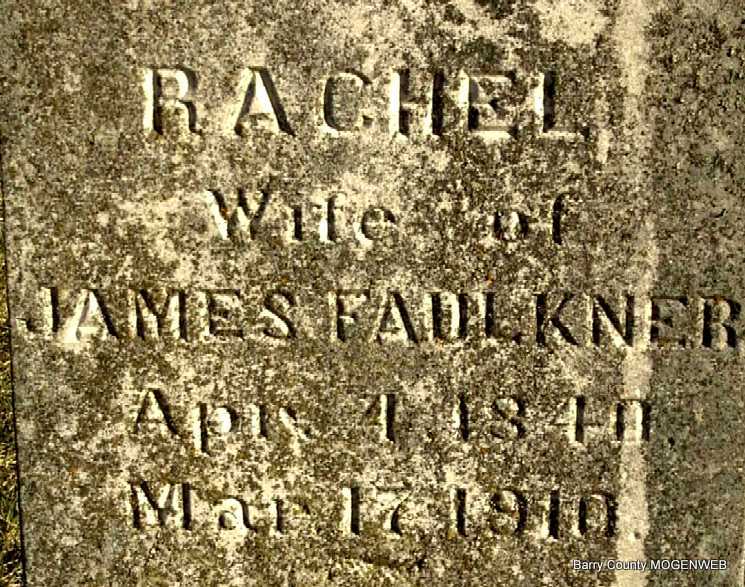 RACHEL
Wife of
JAMES FAULKNER
Apr 4 1840
Mar 17 1910
Barry County MOGENWEB